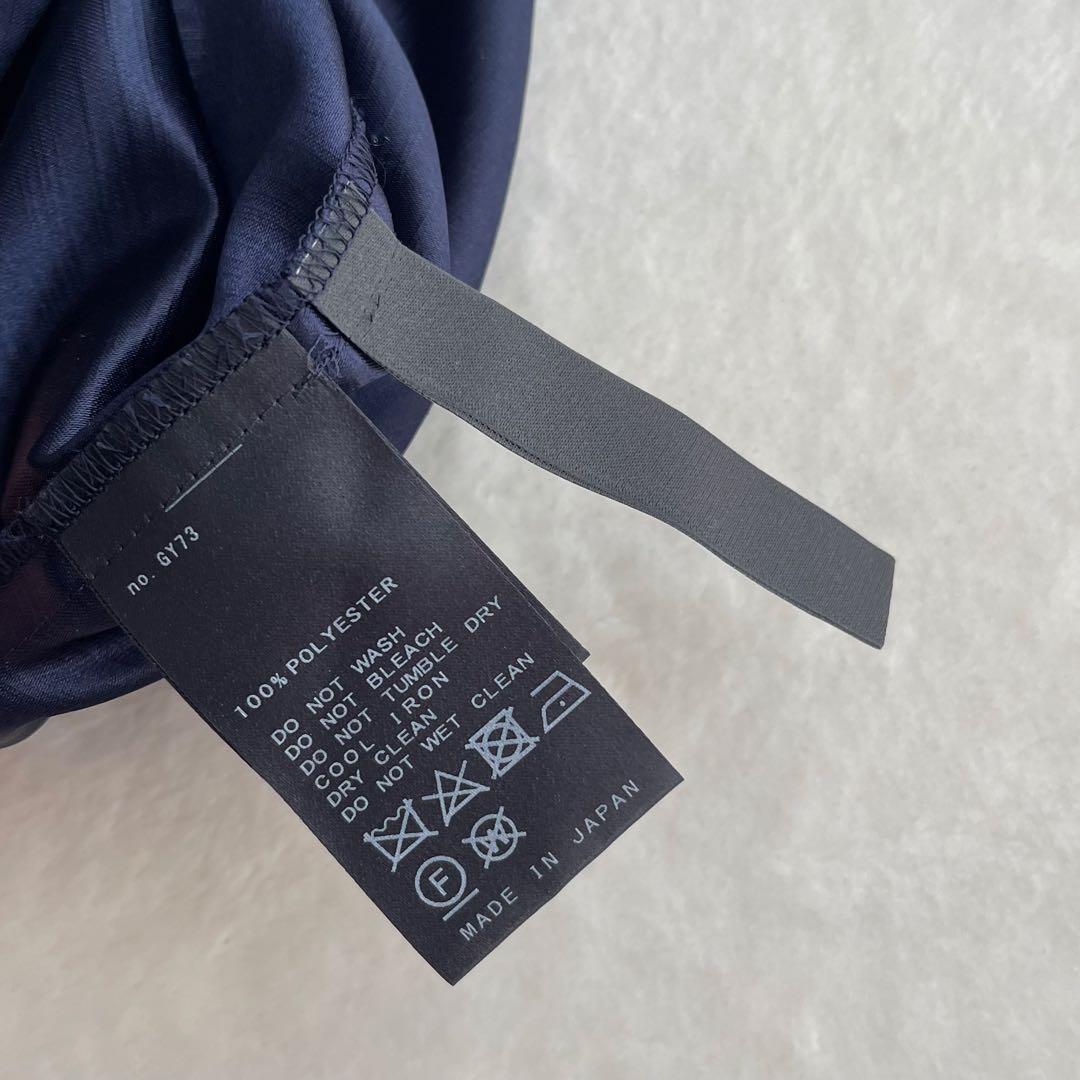 no. GY73
100%POLYESTER
DO NOT WASH
DO NOT BLEACH
DO NOT TUMBLE DRY
COOL IRON
DRY CLEAN
DO NOT WET CLEAN
F
W
MADE IN JAPAN